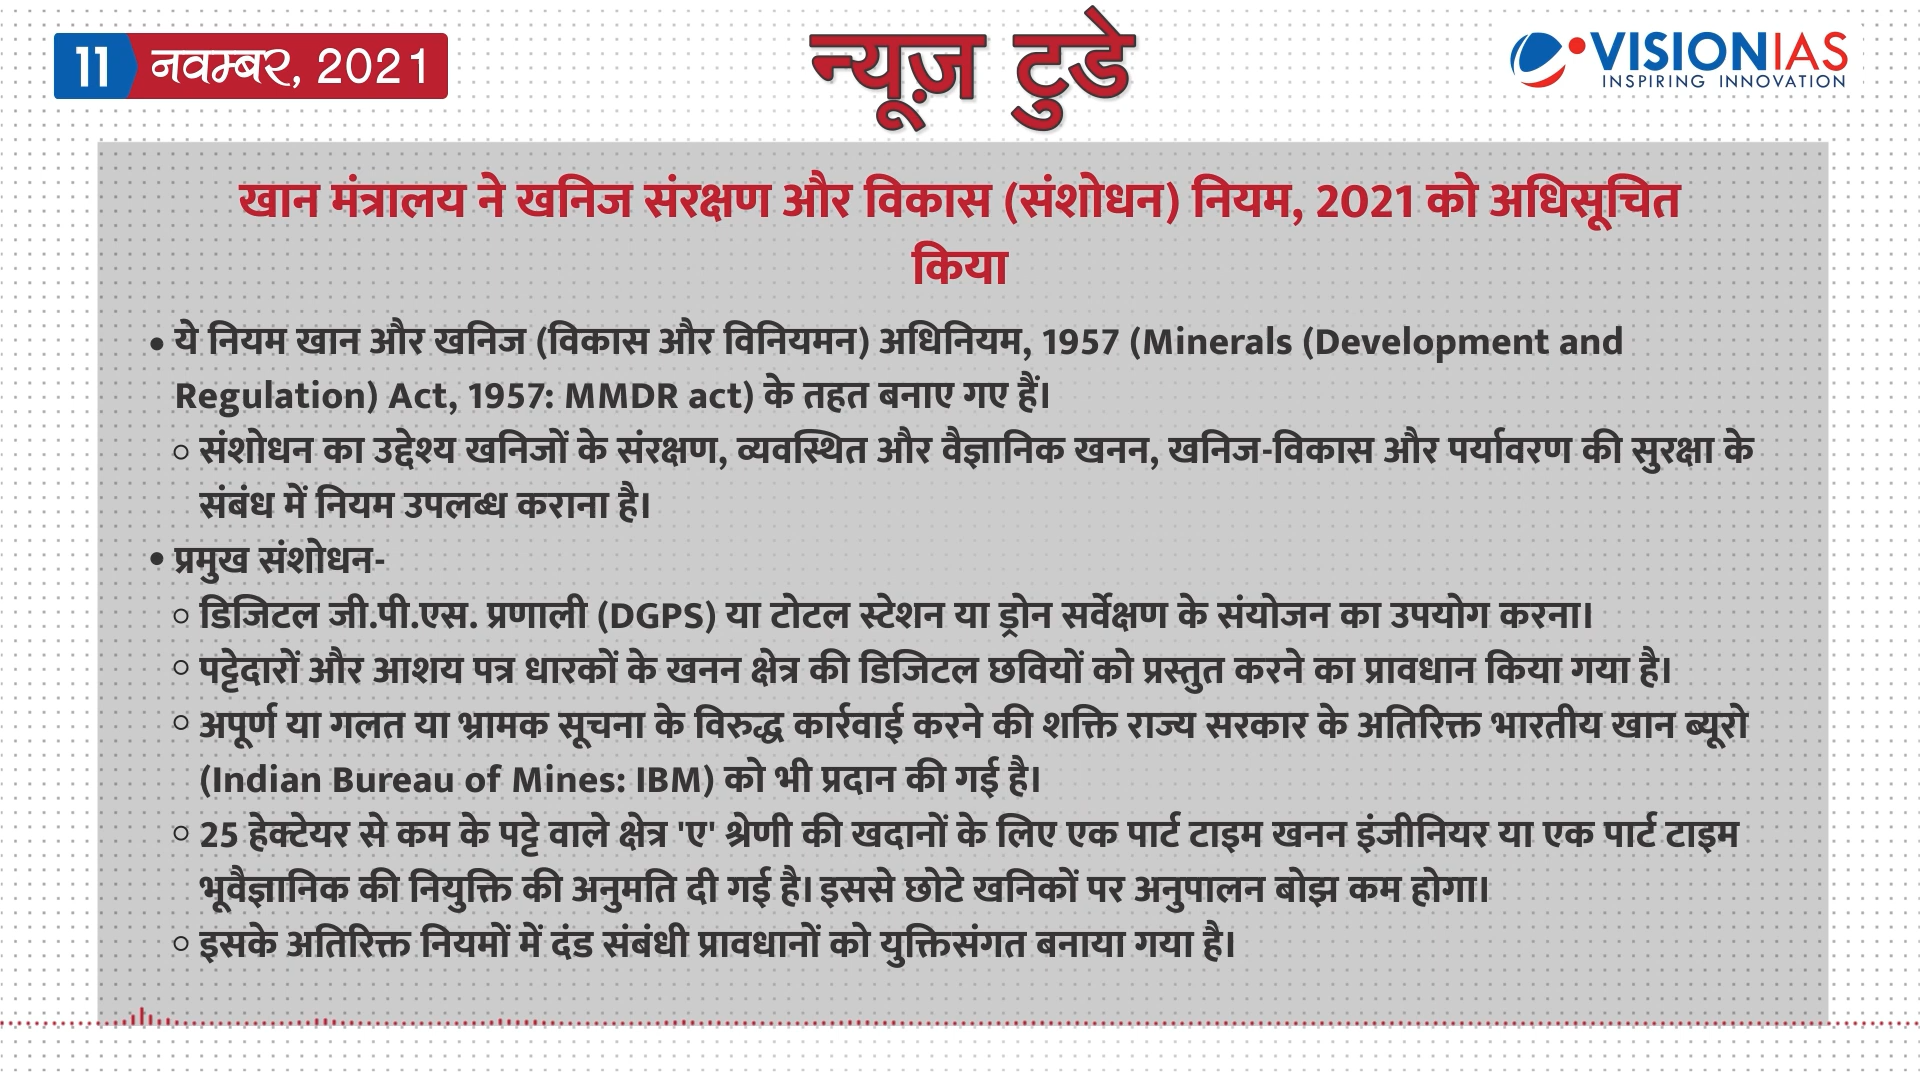 11 नवम्बर, 2021
न्यूज़ टुडे
VISIONIAS
INSPIRING INNOVATION
खान मंत्रालय ने खनिज संरक्षण और विकास (संशोधन) नियम, 2021 को अधिसूचित
किया
• ये नियम खान और खनिज (विकास और विनियमन) अधिनियम, 1957 (Minerals (Development and
Regulation) Act, 1957: MMDR act) के तहत बनाए गए हैं।
○ संशोधन का उद्देश्य खनिजों के संरक्षण, व्यवस्थित और वैज्ञानिक खनन, खनिज-विकास और पर्यावरण की सुरक्षा के
संबंध में नियम उपलब्ध कराना है।
• प्रमुख संशोधन-
○ डिजिटल जी.पी.एस. प्रणाली (DGPS) या टोटल स्टेशन या ड्रोन सर्वेक्षण के संयोजन का उपयोग करना।
○ पट्टेदारों और आशय पत्र धारकों के खनन क्षेत्र की डिजिटल छवियों को प्रस्तुत करने का प्रावधान किया गया है।
○ अपूर्ण या गलत या भ्रामक सूचना के विरुद्ध कार्रवाई करने की शक्ति राज्य सरकार के अतिरिक्त भारतीय खान ब्यूरो
(Indian Bureau of Mines: IBM) को भी प्रदान की गई है।
○ 25 हेक्टेयर से कम के पट्टे वाले क्षेत्र 'ए' श्रेणी की खदानों के लिए एक पार्ट टाइम खनन इंजीनियर या एक पार्ट टाइम
भूवैज्ञानिक की नियुक्ति की अनुमति दी गई है। इससे छोटे खनिकों पर अनुपालन बोझ कम होगा।
○ इसके अतिरिक्त नियमों में दंड संबंधी प्रावधानों को युक्तिसंगत बनाया गया है।